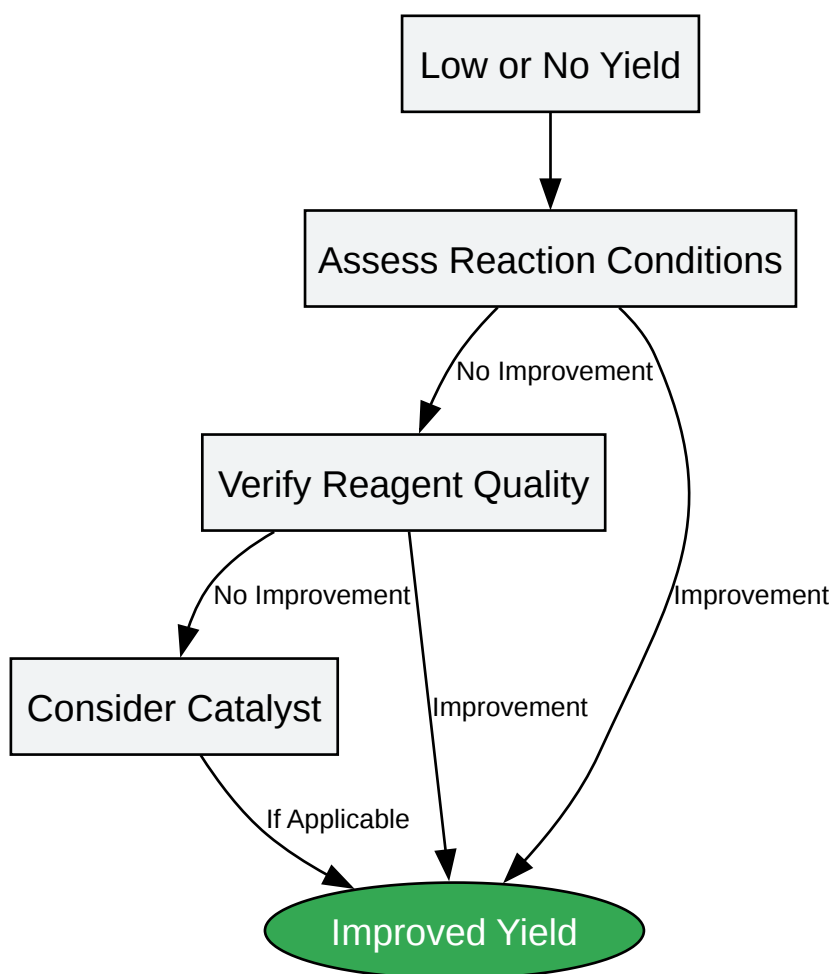 Low or No Yield
Assess Reaction Conditions
No Improvement
Verify Reagent Quality
No Improvement
Improvement
Consider Catalyst
Improvement
If Applicable
Improved Yield